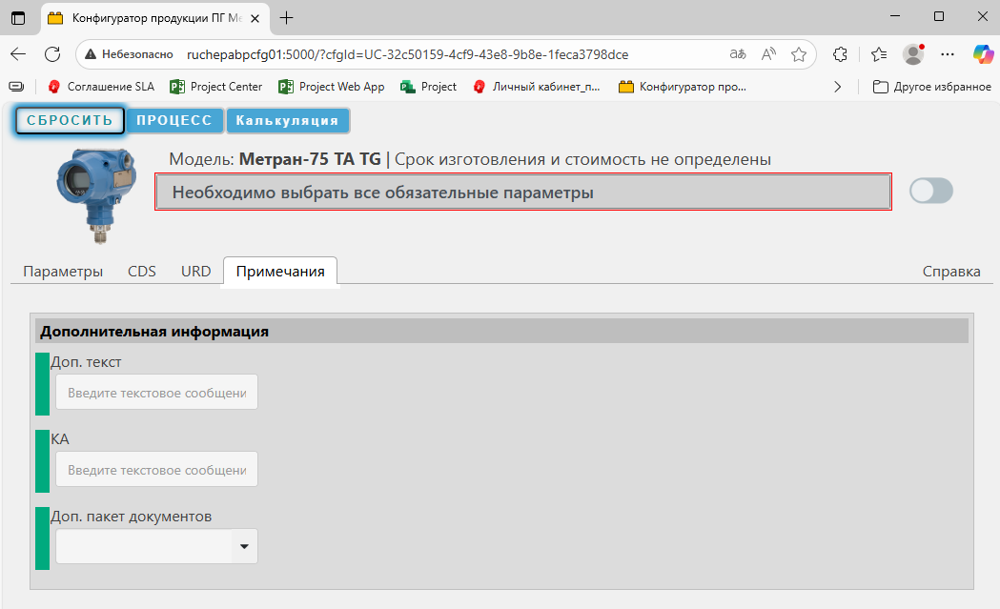 Конфигуратор продукции ПГ Ме
Небезопасно ruchepabpcfg01:5000/?cfgId=UC-32c50159-4cf9-43e8-9b8e-1feca3798dce
Соглашение SLA Project Center Project Web App Project Личный кабинет_п... Конфигуратор про... Другое избранное
СБРОСИТЬ ПРОЦЕСС Калькуляция
Модель: Метран-75 TA TG | Срок изготовления и стоимость не определены
Необходимо выбрать все обязательные параметры
Параметры CDS URD Примечания Справка
Дополнительная информация
Доп. текст
Введите текстовое сообщени
КА
Введите текстовое сообщени
Доп. пакет документов